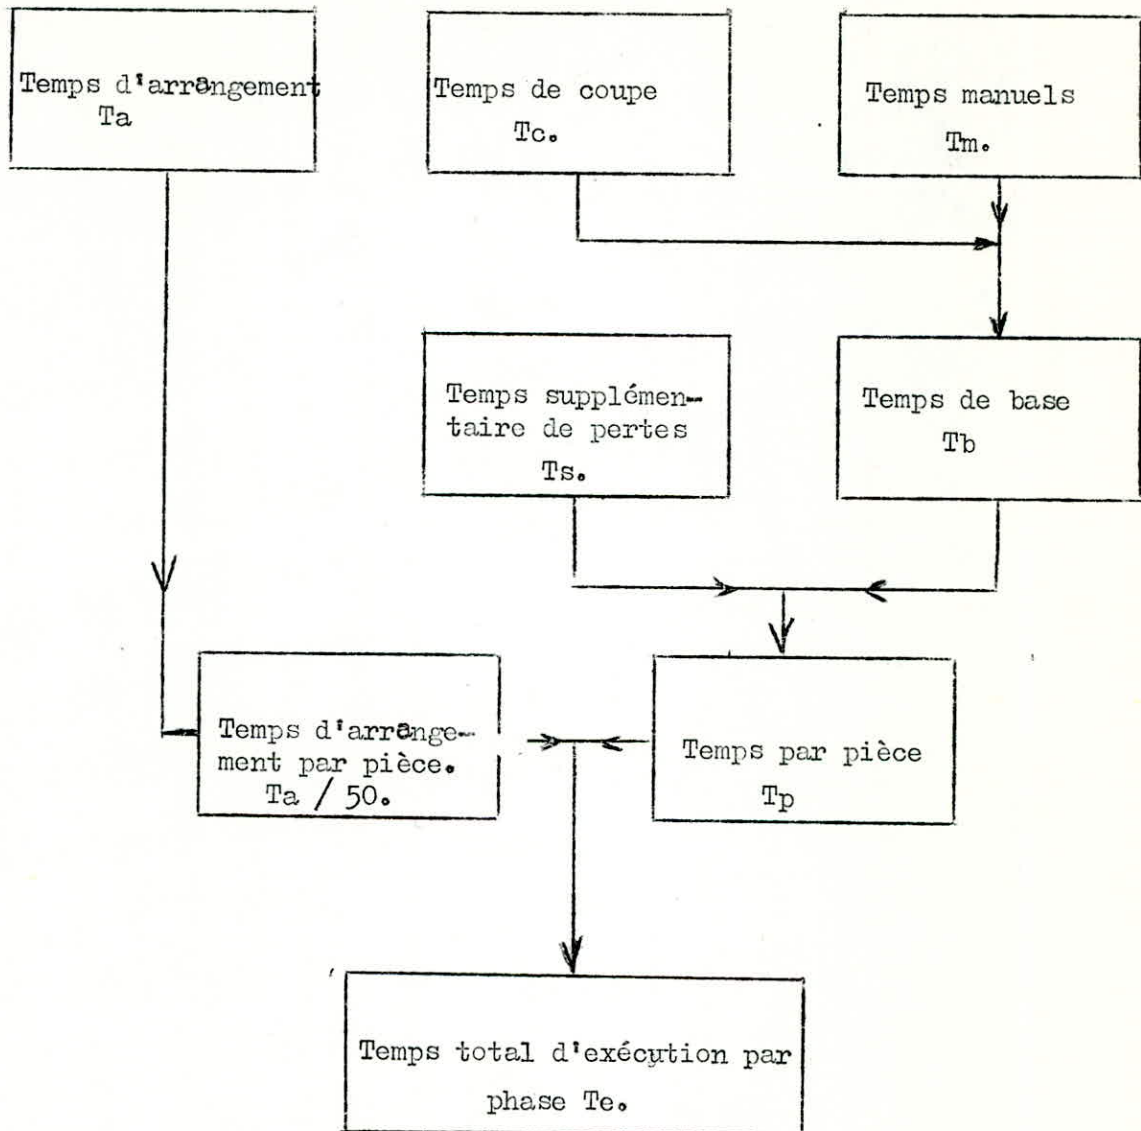 Temps d'arrangement
Ta
Temps de coupe
Tc.
Temps manuels
Tm.
Temps supplémen-
taire de pertes
Ts.
Temps de base
Tb
Temps d'arrange-
ment par pièce.
Ta / 50.
Temps par pièce
Tp
Temps total d'exécution par
phase Te.